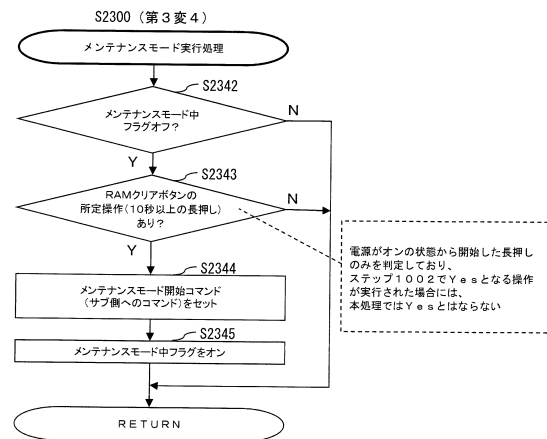 S2300（第３変４）
メンテナンスモード実行処理
S2342
メンテナンスモード中
フラグオフ？
N
Y
S2343
RAMクリアボタンの
所定操作（10秒以上の長押し）
あり？
N
Y
電源がオンの状態から開始した長押し
のみを判定しており、
ステップ１００２でＹｅｓとなる操作
が実行された場合には、
本処理ではＹｅｓとはならない
S2344
メンテナンスモード開始コマンド
（サブ側へのコマンド）をセット
S2345
メンテナンスモード中フラグをオン
ＲＥＴＵＲＮ